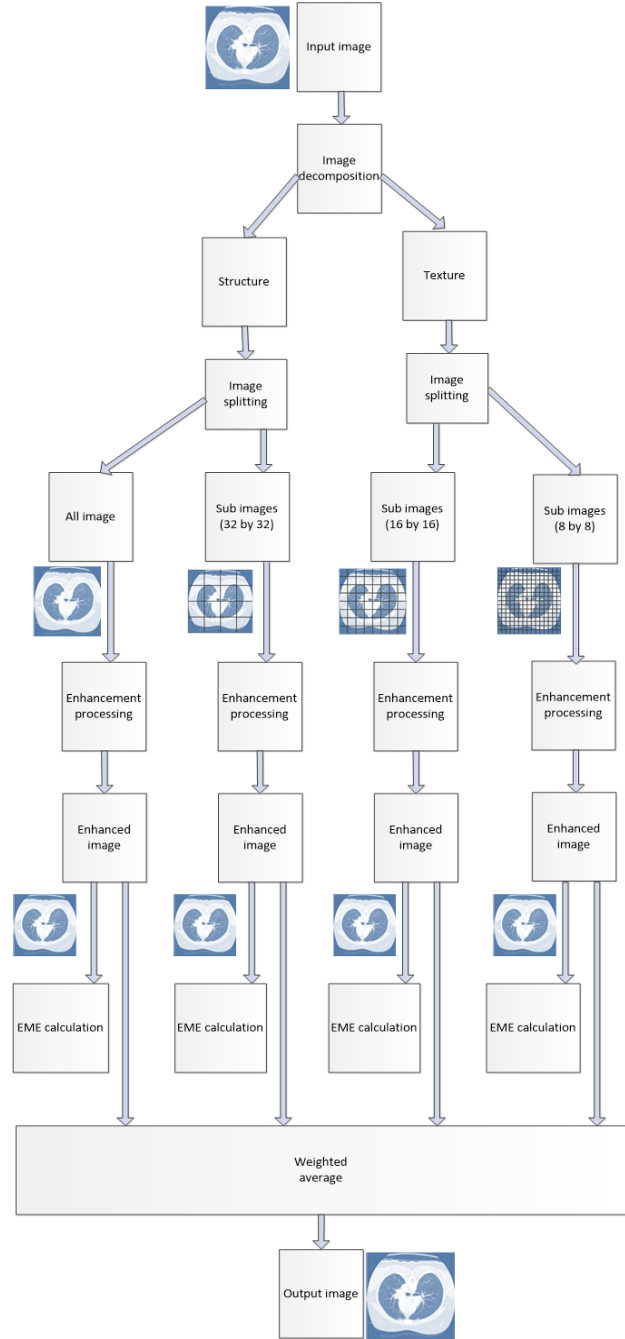 Input image
Image
decomposition
Structure
Texture
Image
splitting
Image
splitting
All image
Sub images
(32 by 32)
Sub images
(16 by 16)
Sub images
(8 by 8)
Enhancement
processing
Enhancement
processing
Enhancement
processing
Enhancement
processing
Enhanced
image
Enhanced
image
Enhanced
image
Enhanced
image
EME calculation
EME calculation
EME calculation
EME calculation
Weighted
average
Output image